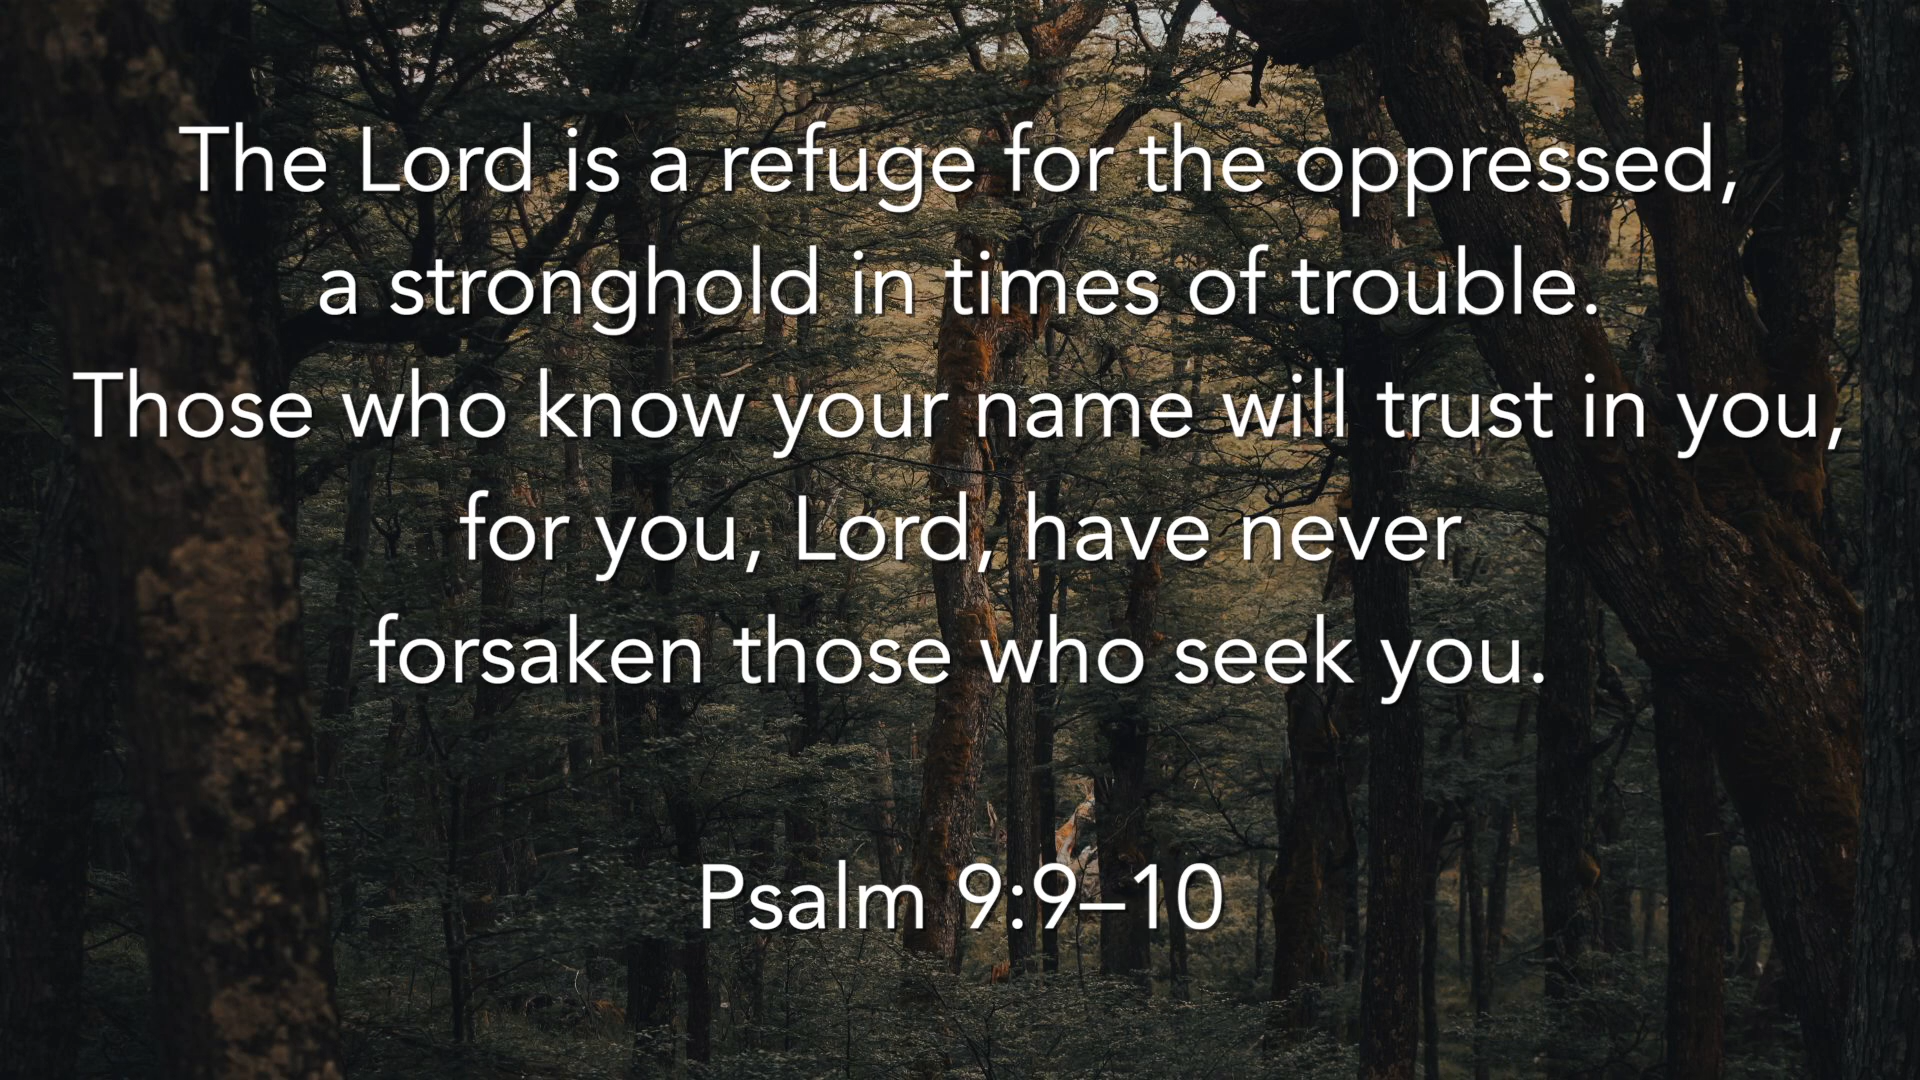 The Lord is a refuge for the oppressed,
a stronghold in times of trouble.
Those who know your name will trust in you,
for you, Lord, have never
forsaken those who seek you.
Psalm 9:9–10